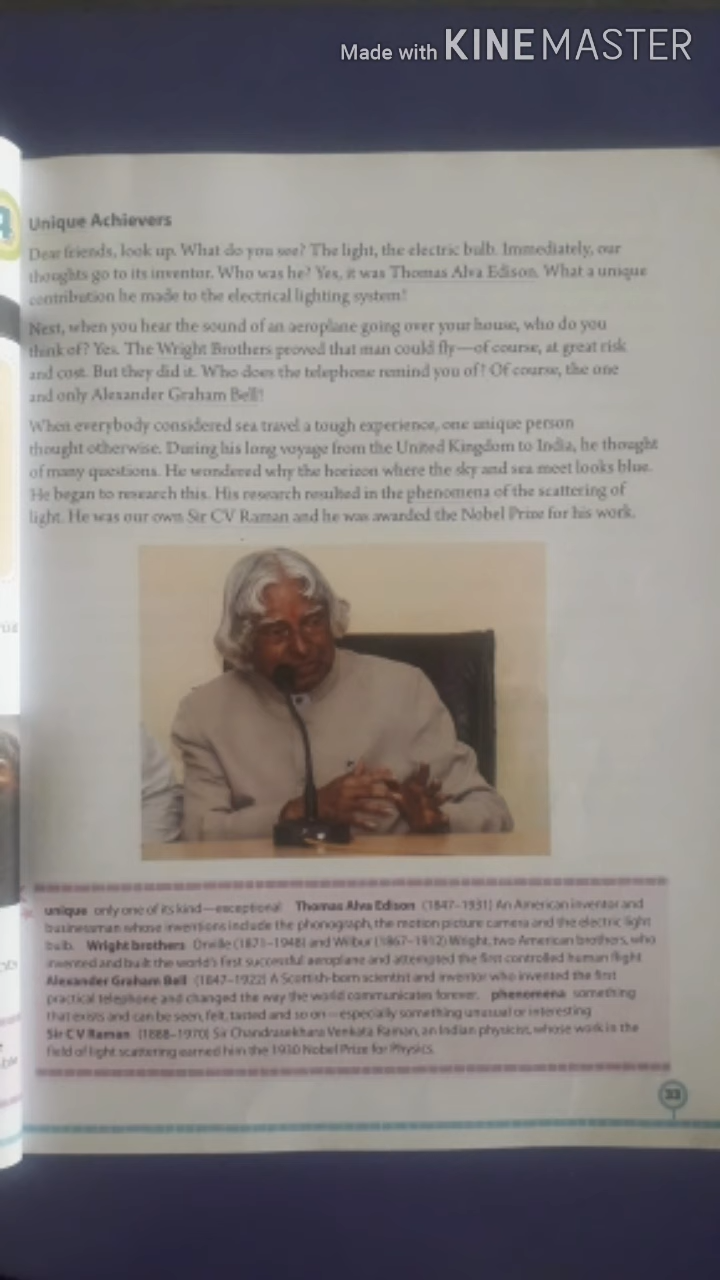 Made with KINEMASTER
Unique Achievers
Dear friends, look up. What do you see? The light, the electric bulb. Immediately, our
thoughts go to its inventor. Who was he? Yes, it was Thomas Alva Edison. What a unique
contribution he made to the electrical lighting system!
Next, when you hear the sound of an aeroplane going over your house, who do you
think of? Yes. The Wright Brothers proved that man could fly—of course, at great risk
and cost. But they did it. Who does the telephone remind you of? Of course, the one
and only Alexander Graham Bell!
When everybody considered sea travel a tough experience, one unique person
thought otherwise. During his long voyage from the United Kingdom to India, he thought
of many questions. He wondered why the horizon where the sky and sea meet looks blue.
He began to research this. His research resulted in the phenomena of the scattering of
light. He was our own Sir CV Raman and he was awarded the Nobel Prize for his work.
unique only one of its kind—exceptional Thomas Alva Edison (1847–1931) An American inventor and
businessman whose inventions include the phonograph, the motion picture camera and the electric light
bulb. Wright brothers Orville (1871–1948) and Wilbur (1867–1912) Wright, two American brothers, who
invented and built the world's first successful aeroplane and attempted the first controlled human flight
Alexander Graham Bell (1847–1922) A Scottish-born scientist and inventor who invented the first
practical telephone and changed the way the world communicates forever. phenomena something
that exists and can be seen, felt, tasted and so on—especially something unusual or interesting
Sir C V Raman (1888–1970) Sir Chandrasekhara Venkata Raman, an Indian physicist, whose work in the
field of light scattering earned him the 1930 Nobel Prize for Physics.
33